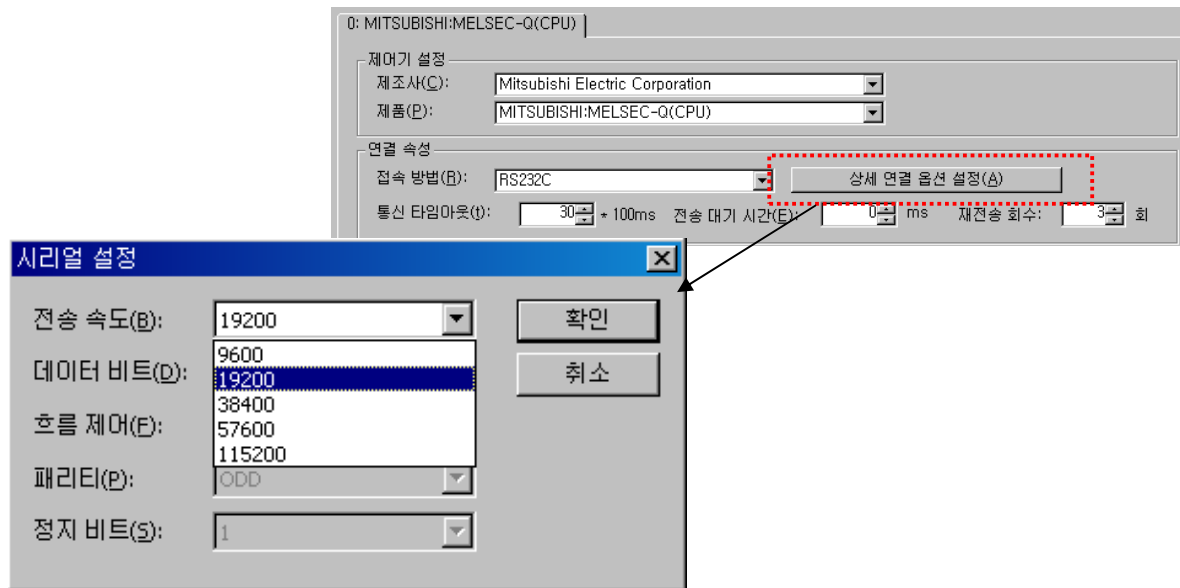 0: MITSUBISHI:MELSEC-Q(CPU)
제어기 설정
제조사(C): Mitsubishi Electric Corporation
제품(P): MITSUBISHI:MELSEC-Q(CPU)
연결 속성
접속 방법(R): RS232C 상세 연결 옵션 설정(A)
통신 타임아웃(t): 30 * 100ms 전송 대기 시간(E): 0 ms 재전송 회수: 3 회
시리얼 설정
전송 속도(B): 19200 확인
9600
데이터 비트(D): 19200 취소
38400
흐름 제어(F): 57600
115200
패리티(P): ODD
정지 비트(S): 1